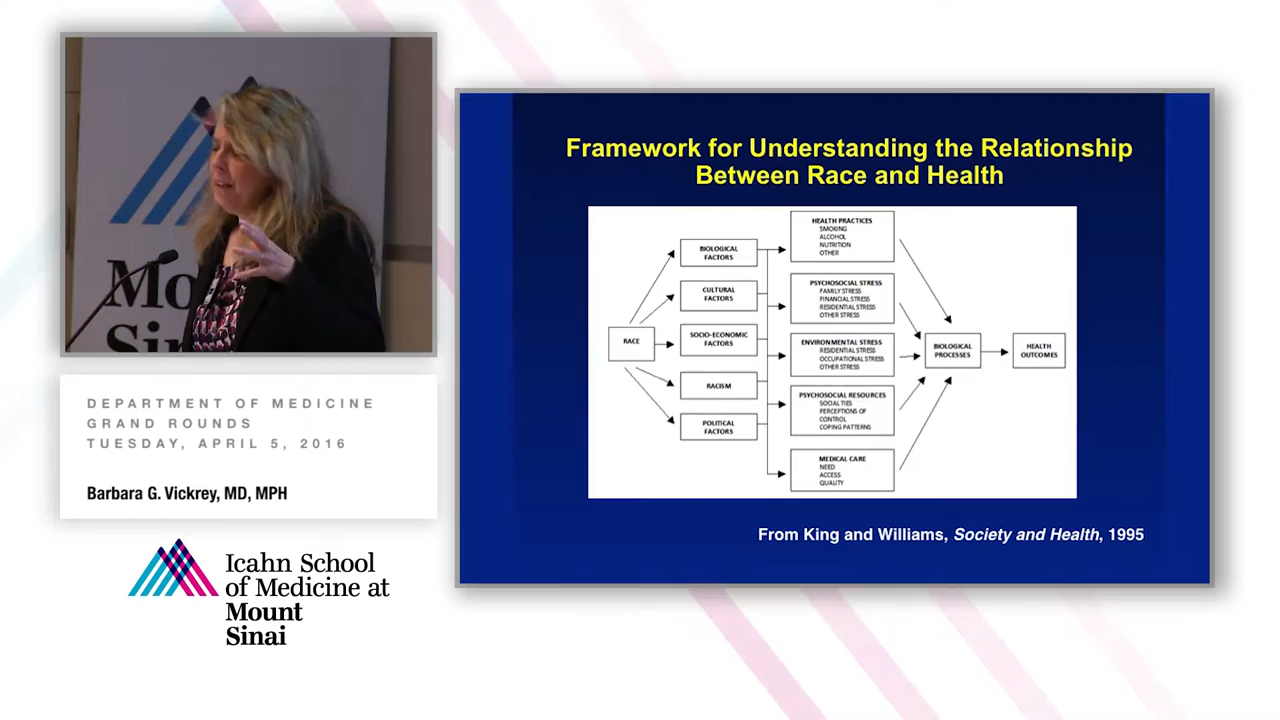 Mo
Si
DEPARTMENT OF MEDICINE
GRAND ROUNDS
TUESDAY, APRIL 5, 2016
Barbara G. Vickrey, MD, MPH
Icahn School
of Medicine at
Mount
Sinai
Framework for Understanding the Relationship
Between Race and Health
RACE
BIOLOGICAL
FACTORS
CULTURAL
FACTORS
SOCIO-ECONOMIC
FACTORS
RACISM
POLITICAL
FACTORS
HEALTH PRACTICES
SMOKING
ALCOHOL
NUTRITION
OTHER
PSYCHOSOCIAL STRESS
FAMILY STRESS
FINANCIAL STRESS
RESIDENTIAL STRESS
OTHER STRESS
ENVIRONMENTAL STRESS
RESIDENTIAL STRESS
OCCUPATIONAL STRESS
OTHER STRESS
PSYCHOSOCIAL RESOURCES
SOCIAL TIES
PERCEPTIONS OF
CONTROL
COPING PATTERNS
MEDICAL CARE
NEED
ACCESS
QUALITY
BIOLOGICAL
PROCESSES
HEALTH
OUTCOMES
From King and Williams, Society and Health, 1995